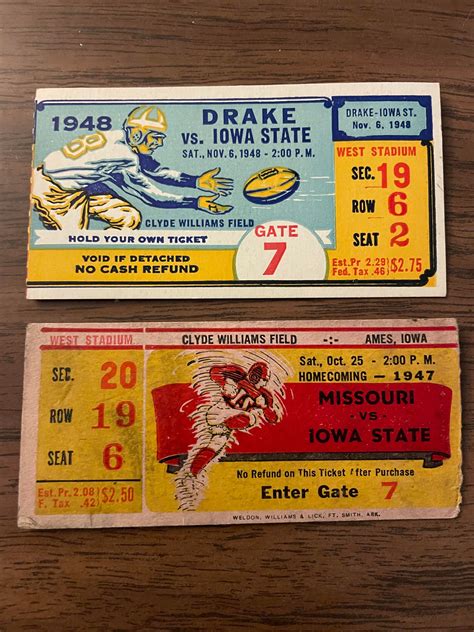 1948
DRAKE
VS. IOWA STATE
SAT., NOV. 6, 1948 - 2:00 P.M.
CLYDE WILLIAMS FIELD
HOLD YOUR OWN TICKET
VOID IF DETACHED
NO CASH REFUND
GATE
7
DRAKE-IOWA ST.
Nov. 6, 1948
WEST STADIUM
SEC. 19
ROW 6
SEAT 2
Est. Pr. 2.29
Fed. Tax .46
$2.75
WEST STADIUM
SEC. 20
ROW 19
SEAT 6
Est. Pr. 2.08
F. Tax .42
$2.50
CLYDE WILLIAMS FIELD -:- AMES, IOWA
Sat., Oct. 25 - 2:00 P. M.
HOMECOMING - 1947
MISSOURI
-VS-
IOWA STATE
No Refund on This Ticket After Purchase
Enter Gate 7
WELDON, WILLIAMS & LICK, FT. SMITH, ARK.